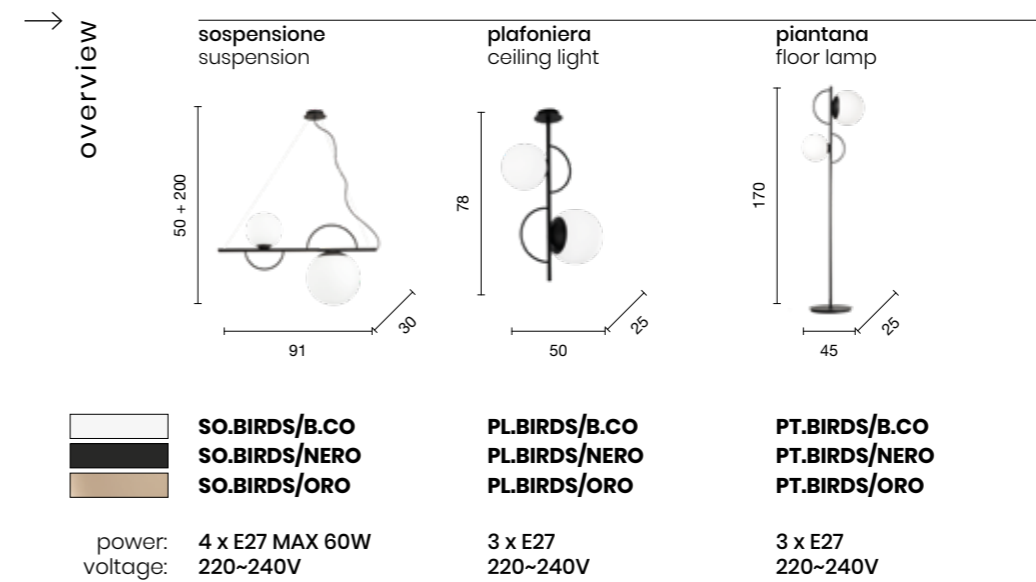 overview
sospensione
suspension
50 + 200
91
30
plafoniera
ceiling light
78
50
25
piantana
floor lamp
170
45
25
SO.BIRDS/B.CO PL.BIRDS/B.CO PT.BIRDS/B.CO
SO.BIRDS/NERO PL.BIRDS/NERO PT.BIRDS/NERO
SO.BIRDS/ORO PL.BIRDS/ORO PT.BIRDS/ORO
power: 4 x E27 MAX 60W 3 x E27 3 x E27
voltage: 220~240V 220~240V 220~240V